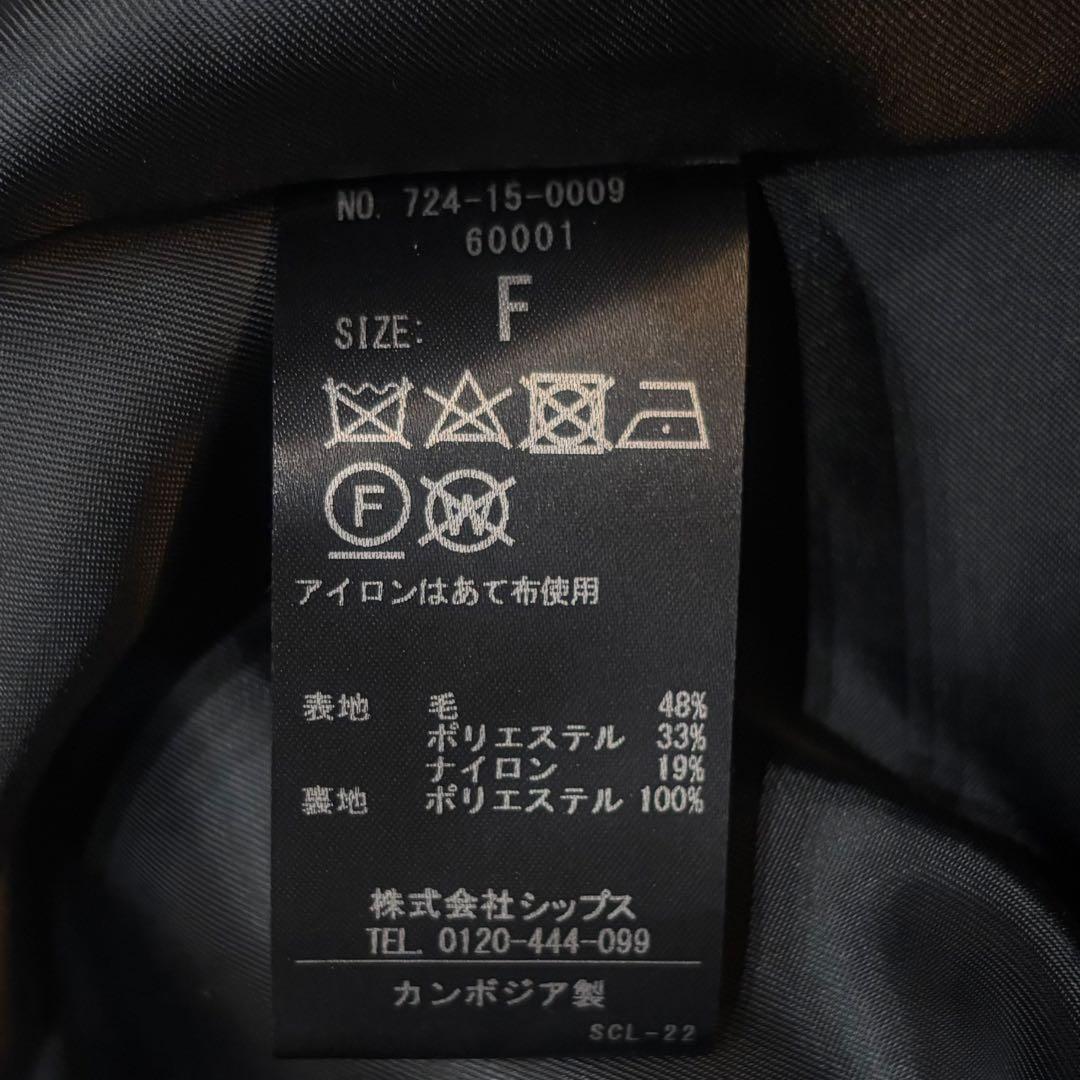 NO. 724-15-0009
60001
SIZE: F
F W
アイロンはあて布使用
表地 毛 48%
ポリエステル 33%
ナイロン 19%
裏地 ポリエステル 100%
株式会社シップス
TEL. 0120-444-099
カンボジア製
SCL-22